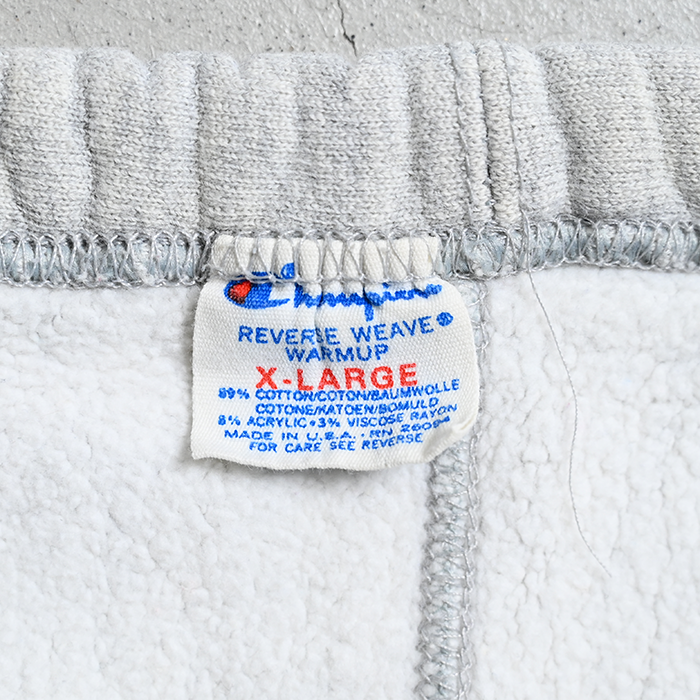 Champion
REVERSE WEAVE®
WARMUP
X-LARGE
89% COTTON/COTON/BAUMWOLLE
COTONE/KATOEN/BOMULD
8% ACRYLIC • 3% VISCOSE RAYON
MADE IN U.S.A. • RN 26094
FOR CARE SEE REVERSE